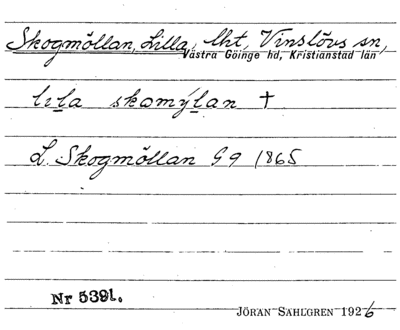 Skogmöllan, Lilla, lht, Vinslövs sn,
Västra Göinge hd, Kristianstad län
lila skomýlan †
L. Skogmöllan G9 1865
Nr 5391.
JÖRAN SAHLGREN 1926